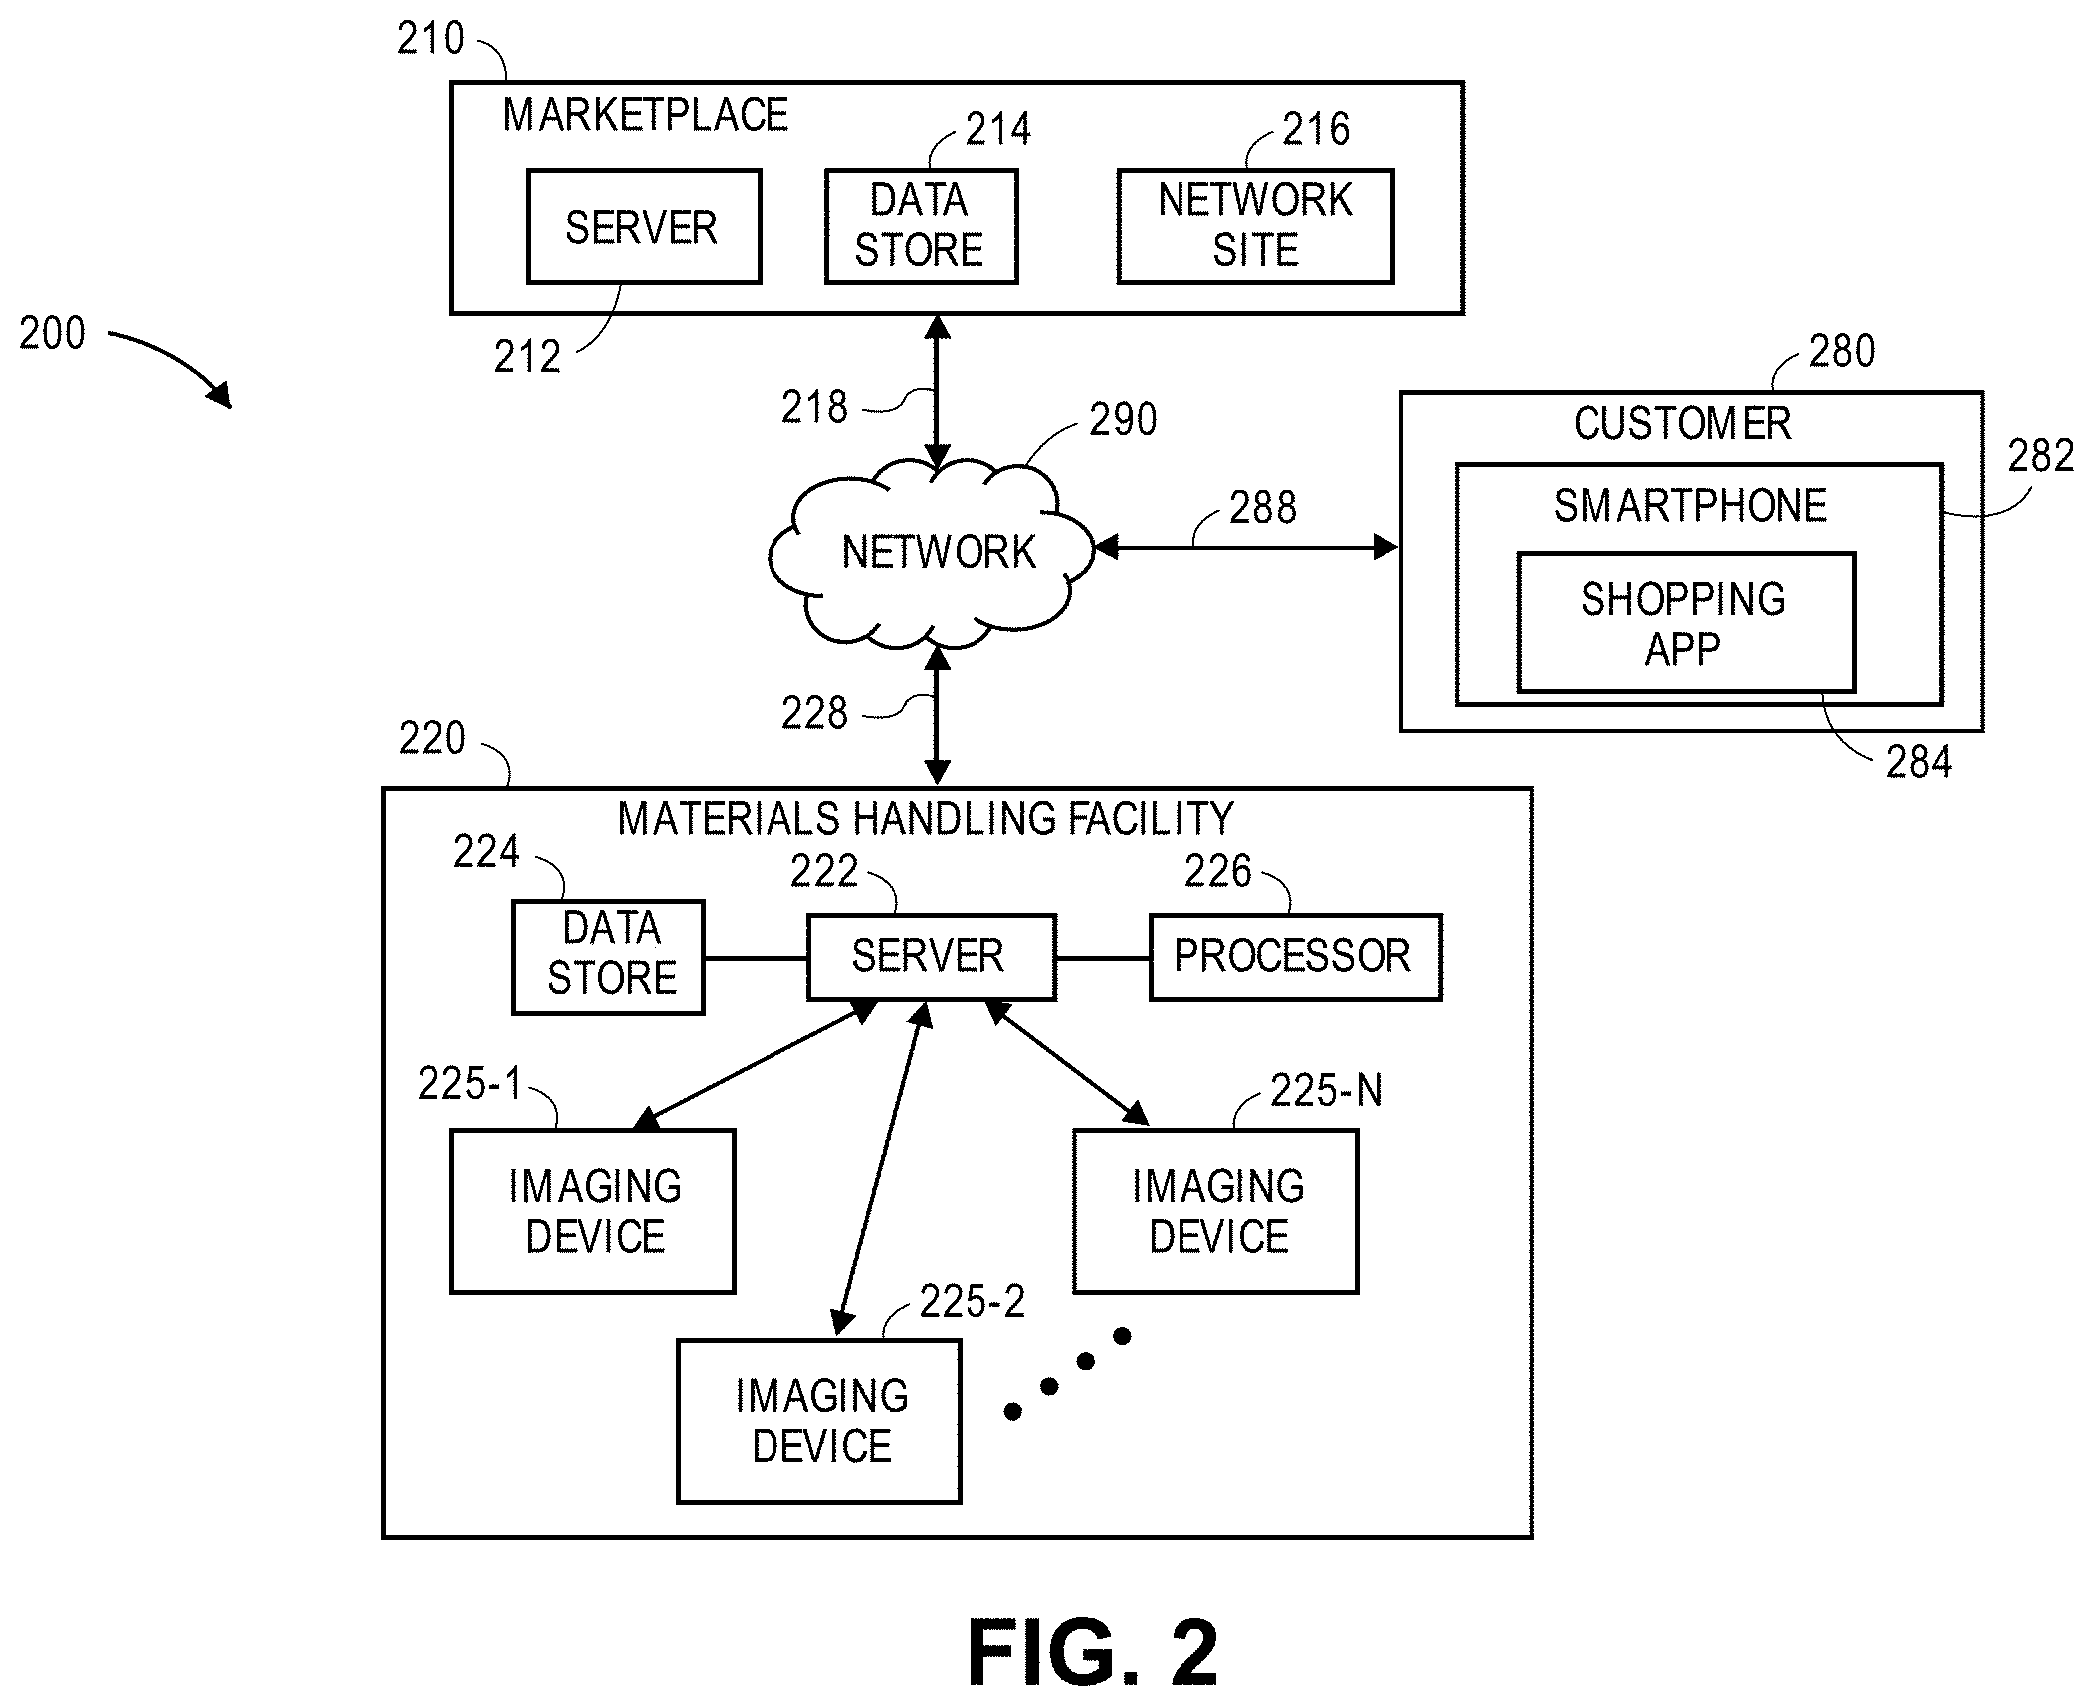 210
MARKETPLACE
214
216
SERVER
DATA
STORE
NETWORK
SITE
200
212
218
290
280
CUSTOMER
282
288
SMARTPHONE
NETWORK
SHOPPING
APP
228
220
284
MATERIALS HANDLING FACILITY
224
222
226
DATA
STORE
SERVER
PROCESSOR
225-1
225-N
IMAGING
DEVICE
IMAGING
DEVICE
225-2
IMAGING
DEVICE
FIG. 2